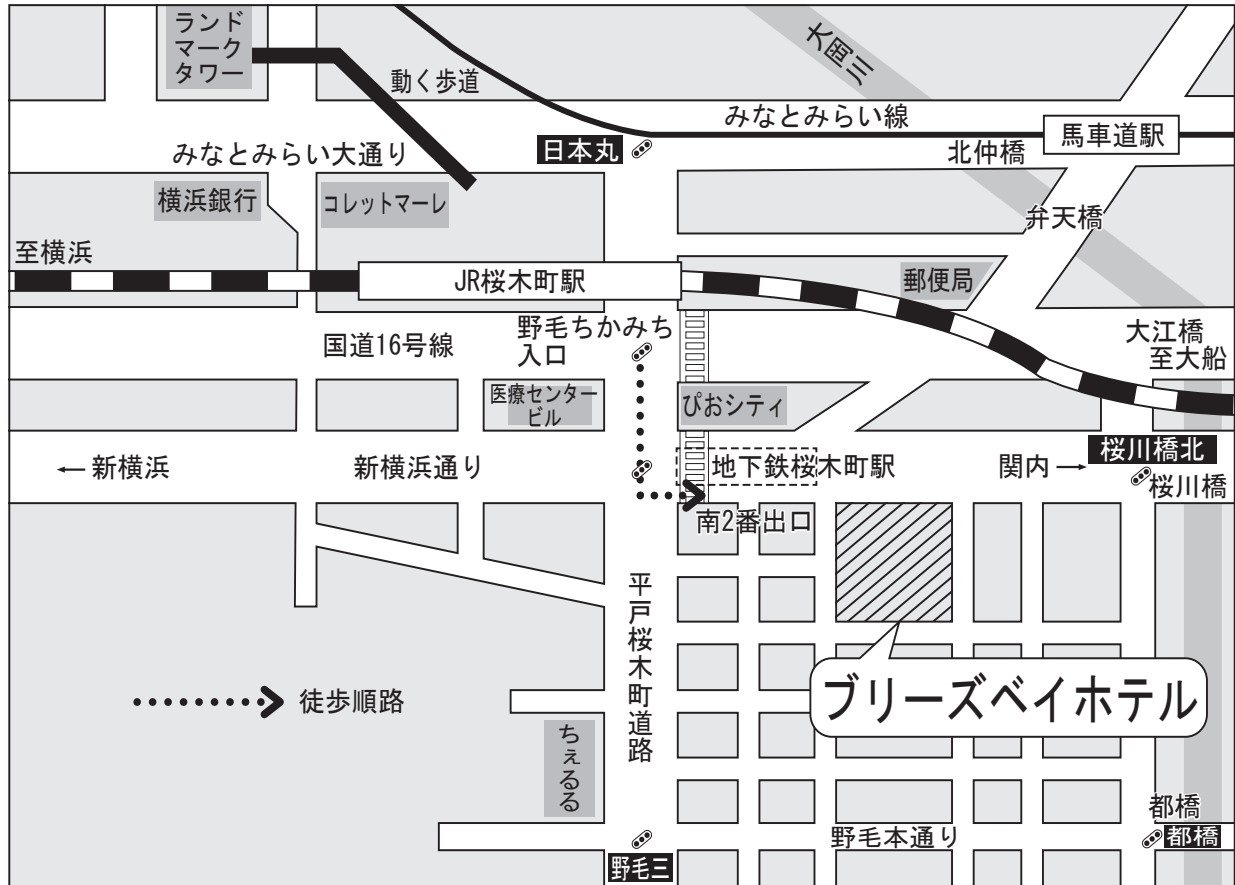 ランド
マーク
タワー
動く歩道
大岡川
みなとみらい線
馬車道駅
日本丸
みなとみらい大通り
北仲橋
横浜銀行
コレットマーレ
弁天橋
至横浜
JR桜木町駅
郵便局
野毛ちかみち
入口
国道16号線
大江橋
至大船
医療センター
ビル
ぴおシティ
←新横浜
新横浜通り
地下鉄桜木町駅
関内→
桜川橋北
桜川橋
南2番出口
平戸桜木町道路
徒歩順路
ブリーズベイホテル
ちぇるる
都橋
野毛本通り
都橋
野毛三